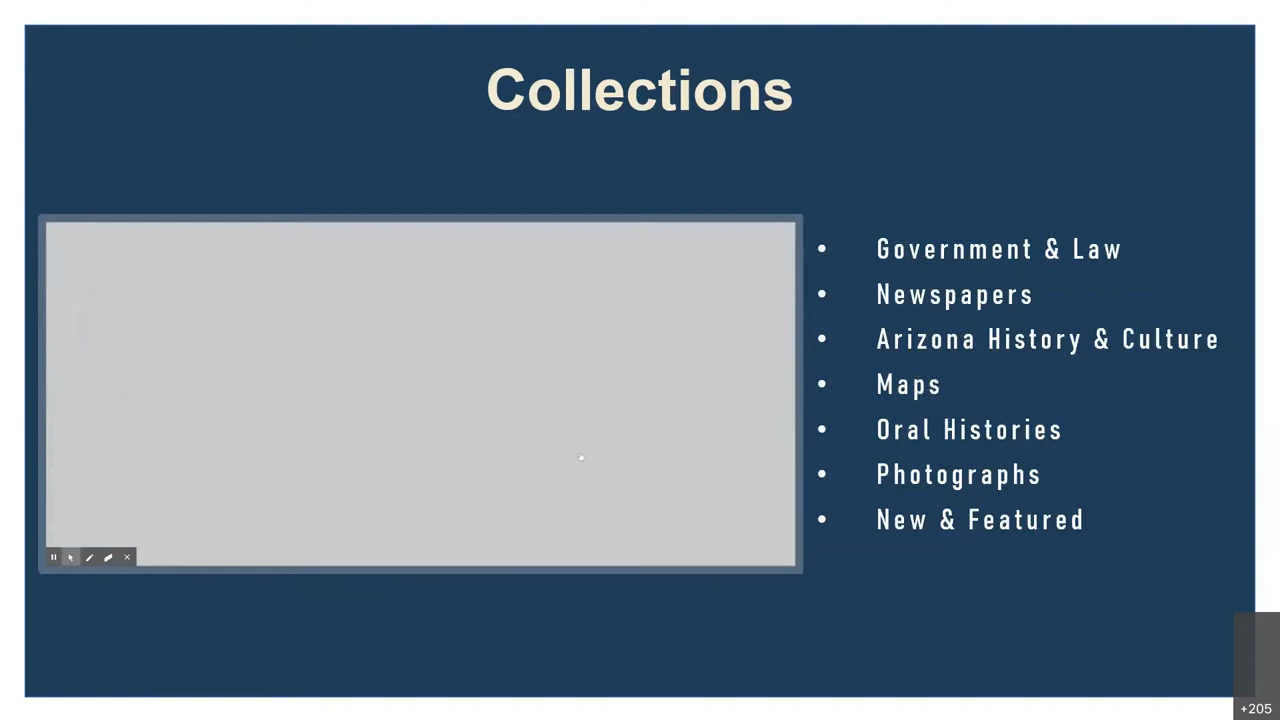 Collections
• Government & Law
• Newspapers
• Arizona History & Culture
• Maps
• Oral Histories
• Photographs
• New & Featured
+205